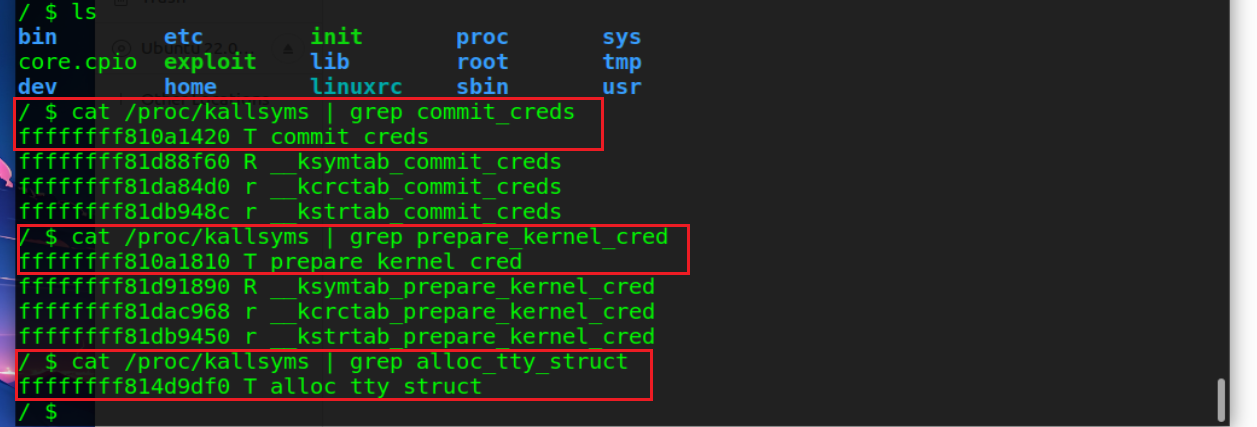 / $ ls
bin etc init proc sys
core.cpio exploit lib root tmp
dev home linuxrc sbin usr
/ $ cat /proc/kallsyms | grep commit_creds
ffffffff810a1420 T commit_creds
ffffffff81d88f60 R __ksymtab_commit_creds
ffffffff81da84d0 r __kcrctab_commit_creds
ffffffff81db948c r __kstrtab_commit_creds
/ $ cat /proc/kallsyms | grep prepare_kernel_cred
ffffffff810a1810 T prepare_kernel_cred
ffffffff81d91890 R __ksymtab_prepare_kernel_cred
ffffffff81dac968 r __kcrctab_prepare_kernel_cred
ffffffff81db9450 r __kstrtab_prepare_kernel_cred
/ $ cat /proc/kallsyms | grep alloc_tty_struct
ffffffff814d9df0 T alloc_tty_struct
/ $